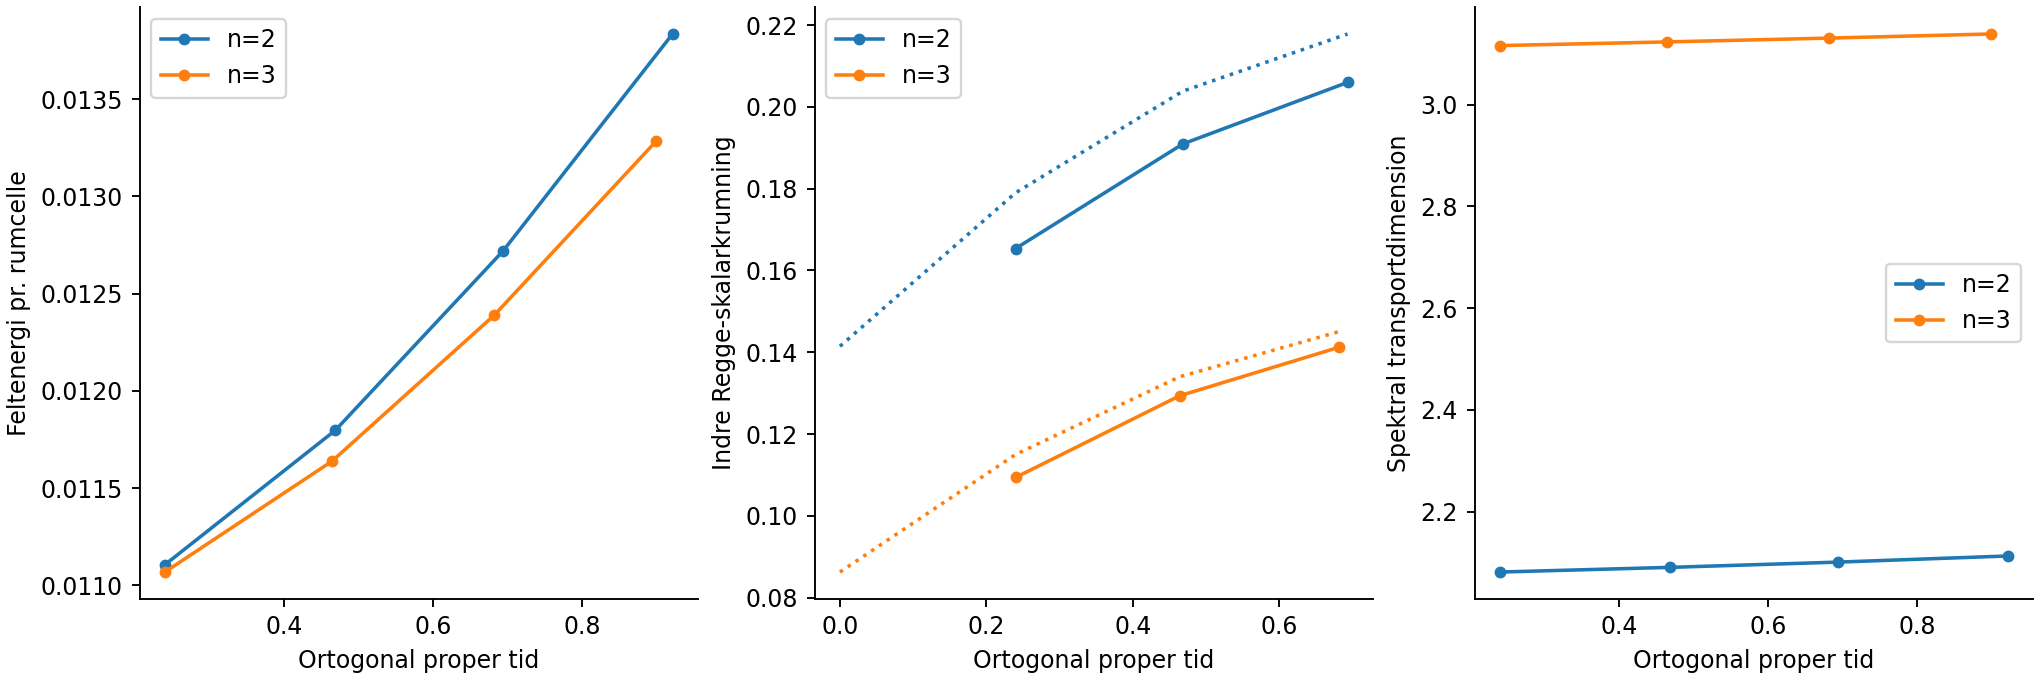 Feltenergi pr. rumcelle
0.0135
0.0130
0.0125
0.0120
0.0115
0.0110
n=2
n=3
0.4 0.6 0.8
Ortogonal proper tid
Indre Regge-skalarkrumning
0.22
0.20
0.18
0.16
0.14
0.12
0.10
0.08
n=2
n=3
0.0 0.2 0.4 0.6
Ortogonal proper tid
Spektral transportdimension
3.0
2.8
2.6
2.4
2.2
n=2
n=3
0.4 0.6 0.8
Ortogonal proper tid